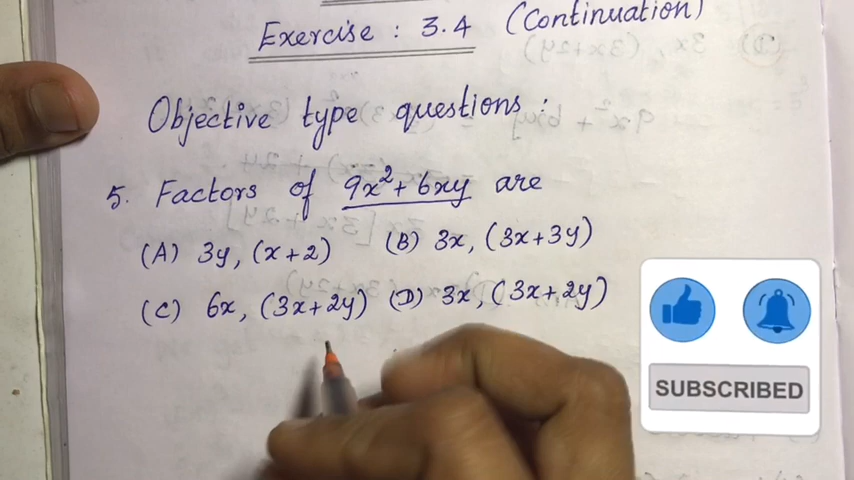 Exercise : 3.4 (Continuation)
Objective type questions :
5. Factors of 9x² + 6xy are
(A) 3y, (x+2) (B) 3x, (3x+3y)
(C) 6x, (3x+2y) (D) 3x, (3x+2y)
SUBSCRIBED